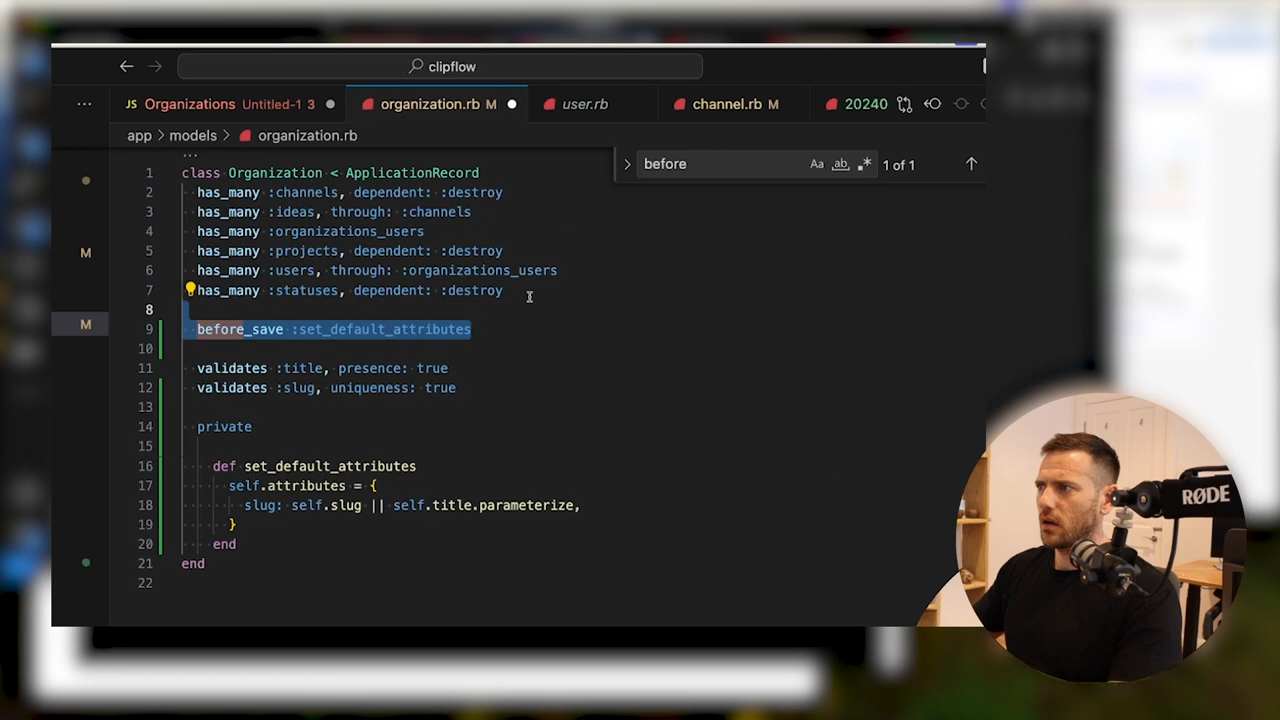 clipflow
JS Organizations Untitled-1 3
organization.rb M
user.rb
channel.rb M
20240
app > models > organization.rb
before
Aa ab 1 of 1
M
M
1 class Organization < ApplicationRecord
2 has_many :channels, dependent: :destroy
3 has_many :ideas, through: :channels
4 has_many :organizations_users
5 has_many :projects, dependent: :destroy
6 has_many :users, through: :organizations_users
7 has_many :statuses, dependent: :destroy
8
9 before_save :set_default_attributes
10
11 validates :title, presence: true
12 validates :slug, uniqueness: true
13
14 private
15
16 def set_default_attributes
17 self.attributes = {
18 slug: self.slug || self.title.parameterize,
19 }
20 end
21 end
22
RØDE